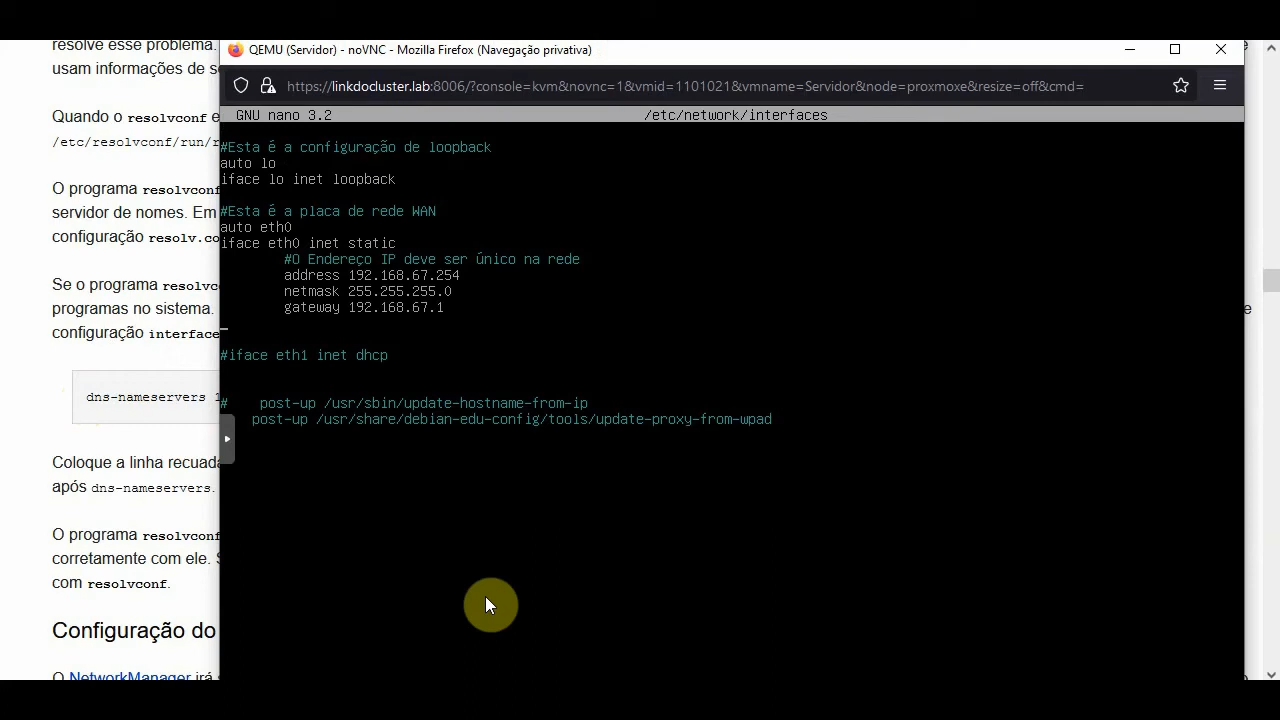 resolve esse problema.
usam informações de se
Quando o resolvconf e
/etc/resolvconf/run/r
O programa resolvconf
servidor de nomes. Em
configuração resolv.co
Se o programa resolvc
programas no sistema.
configuração interface
dns-nameservers 1
Coloque a linha recuada
após dns-nameservers.
O programa resolvconf
corretamente com ele. S
com resolvconf.
Configuração do
O NetworkManager irá s
QEMU (Servidor) - noVNC - Mozilla Firefox (Navegação privativa)
https://linkdocluster.lab:8006/?console=kvm&novnc=1&vmid=1101021&vmname=Servidor&node=proxmoxe&resize=off&cmd=
GNU nano 3.2 /etc/network/interfaces
#Esta é a configuração de loopback
auto lo
iface lo inet loopback
#Esta é a placa de rede WAN
auto eth0
iface eth0 inet static
#O Endereço IP deve ser único na rede
address 192.168.67.254
netmask 255.255.255.0
gateway 192.168.67.1
#iface eth1 inet dhcp
# post-up /usr/sbin/update-hostname-from-ip
post-up /usr/share/debian-edu-config/tools/update-proxy-from-wpad
e
e